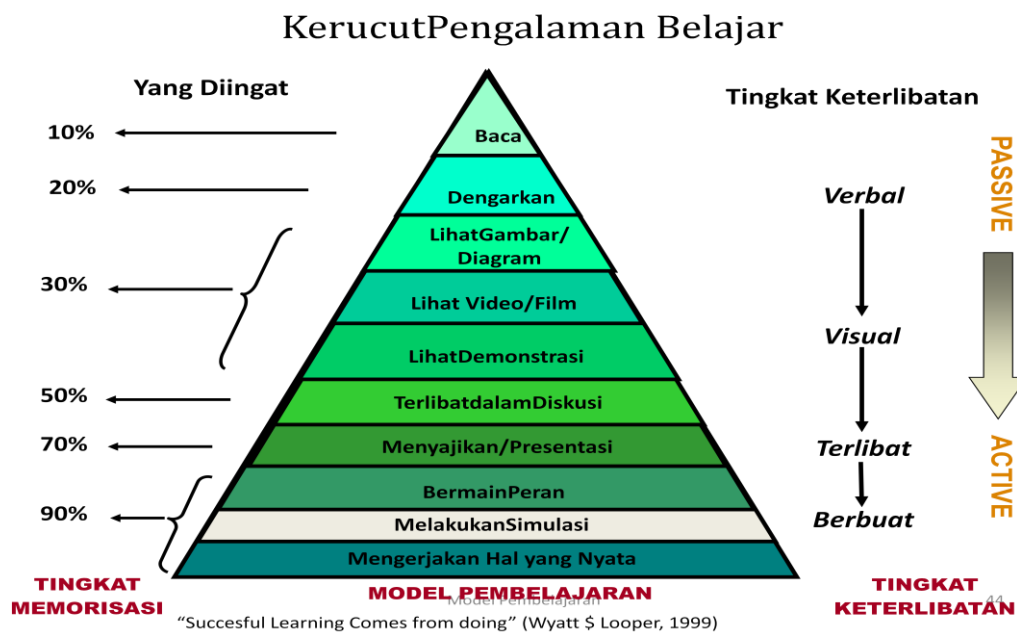 KerucutPengalaman Belajar
Yang Diingat
Tingkat Keterlibatan
10%
20%
30%
50%
70%
90%
Baca
Dengarkan
LihatGambar/
Diagram
Lihat Video/Film
LihatDemonstrasi
TerlibatdalamDiskusi
Menyajikan/Presentasi
BermainPeran
MelakukanSimulasi
Mengerjakan Hal yang Nyata
Verbal
Visual
Terlibat
Berbuat
PASSIVE
ACTIVE
TINGKAT
MEMORISASI
MODEL PEMBELAJARAN
Model Pembelajaran
TINGKAT
KETERLIBATAN
44
“Succesful Learning Comes from doing” (Wyatt $ Looper, 1999)